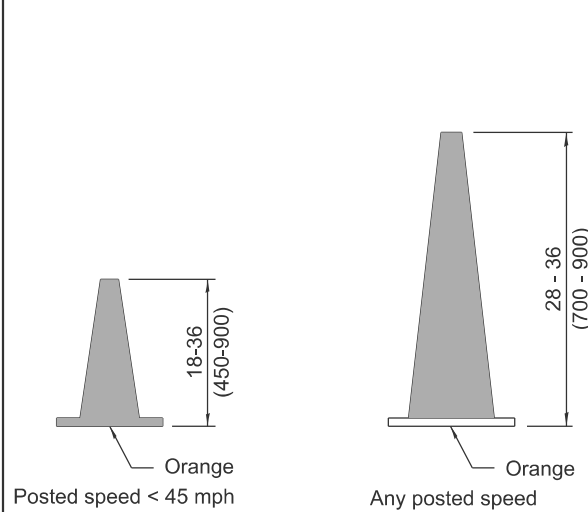 18-36
(450-900)
Orange
Posted speed < 45 mph
28 - 36
(700 - 900)
Orange
Any posted speed